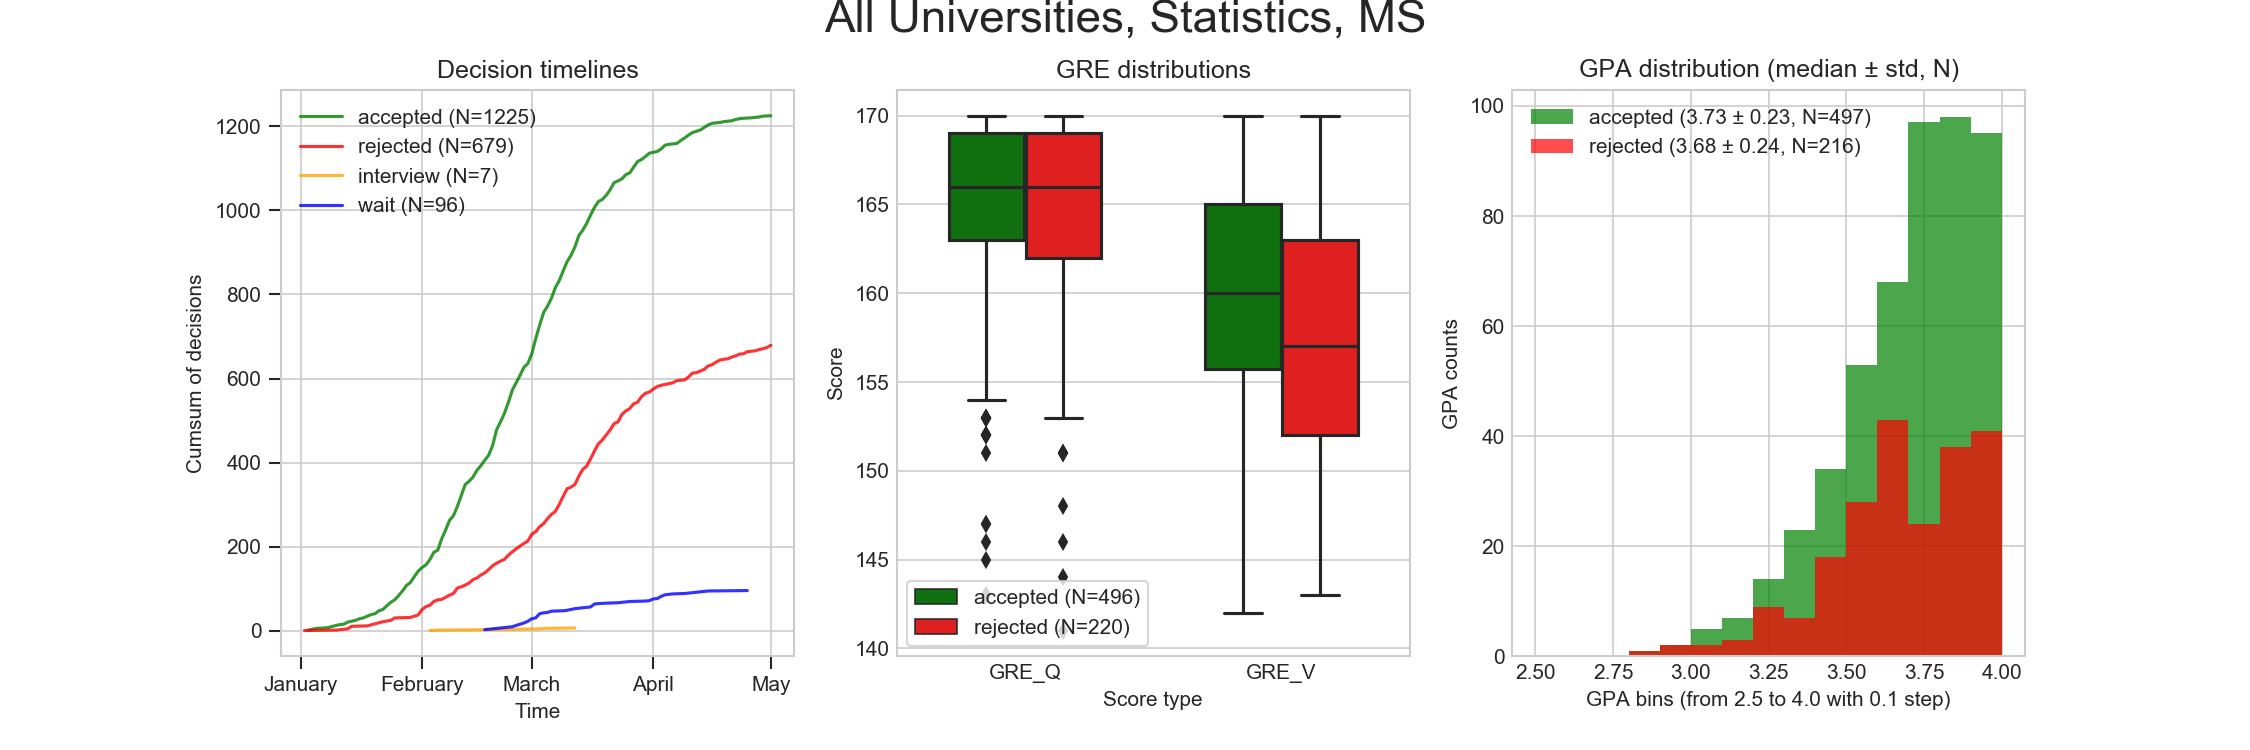 All Universities, Statistics, MS
Decision timelines
accepted (N=1225)
rejected (N=679)
interview (N=7)
wait (N=96)
Cumsum of decisions
1200
1000
800
600
400
200
0
January February March April May
Time
GRE distributions
Score
170
165
160
155
150
145
140
accepted (N=496)
rejected (N=220)
GRE_Q GRE_V
Score type
GPA distribution (median ± std, N)
accepted (3.73 ± 0.23, N=497)
rejected (3.68 ± 0.24, N=216)
GPA counts
100
80
60
40
20
0
2.50 2.75 3.00 3.25 3.50 3.75 4.00
GPA bins (from 2.5 to 4.0 with 0.1 step)